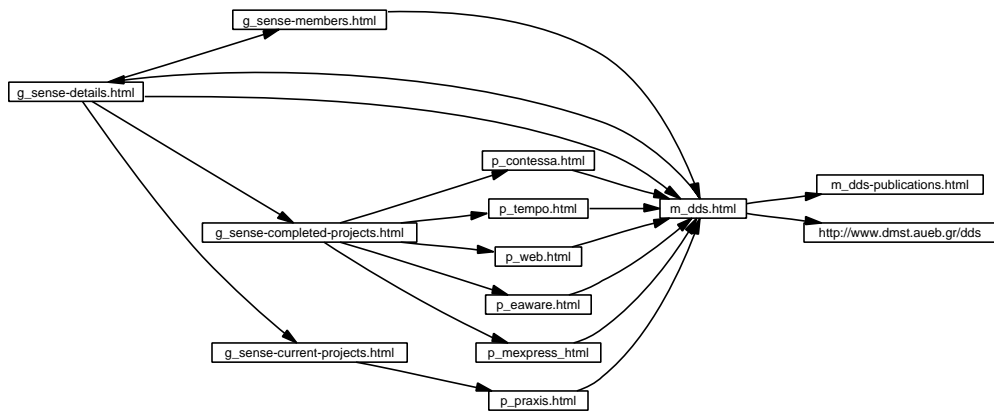 g_sense-members.html
g_sense-details.html
p_contessa.html
m_dds-publications.html
p_tempo.html
m_dds.html
g_sense-completed-projects.html
http://www.dmst.aueb.gr/dds
p_web.html
p_eaware.html
g_sense-current-projects.html
p_mexpress_html
p_praxis.html